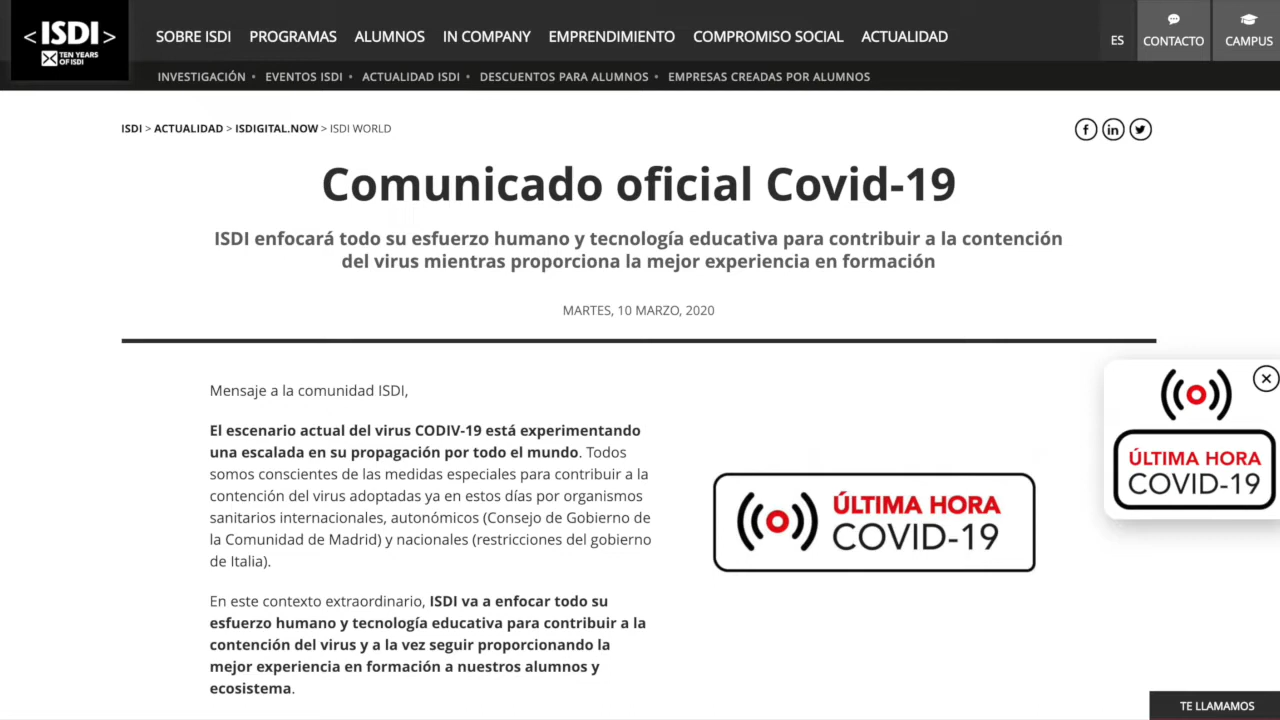 <ISDI>
TEN YEARS
OF ISDI
SOBRE ISDI PROGRAMAS ALUMNOS IN COMPANY EMPRENDIMIENTO COMPROMISO SOCIAL ACTUALIDAD
ES
CONTACTO
CAMPUS
INVESTIGACIÓN • EVENTOS ISDI • ACTUALIDAD ISDI • DESCUENTOS PARA ALUMNOS • EMPRESAS CREADAS POR ALUMNOS
ISDI > ACTUALIDAD > ISDIGITAL.NOW > ISDI WORLD
Comunicado oficial Covid-19
ISDI enfocará todo su esfuerzo humano y tecnología educativa para contribuir a la contención
del virus mientras proporciona la mejor experiencia en formación
MARTES, 10 MARZO, 2020
Mensaje a la comunidad ISDI,
El escenario actual del virus CODIV-19 está experimentando
una escalada en su propagación por todo el mundo. Todos
somos conscientes de las medidas especiales para contribuir a la
contención del virus adoptadas ya en estos días por organismos
sanitarios internacionales, autonómicos (Consejo de Gobierno de
la Comunidad de Madrid) y nacionales (restricciones del gobierno
de Italia).
En este contexto extraordinario, ISDI va a enfocar todo su
esfuerzo humano y tecnología educativa para contribuir a la
contención del virus y a la vez seguir proporcionando la
mejor experiencia en formación a nuestros alumnos y
ecosistema.
ÚLTIMA HORA
COVID-19
ÚLTIMA HORA
COVID-19
TE LLAMAMOS